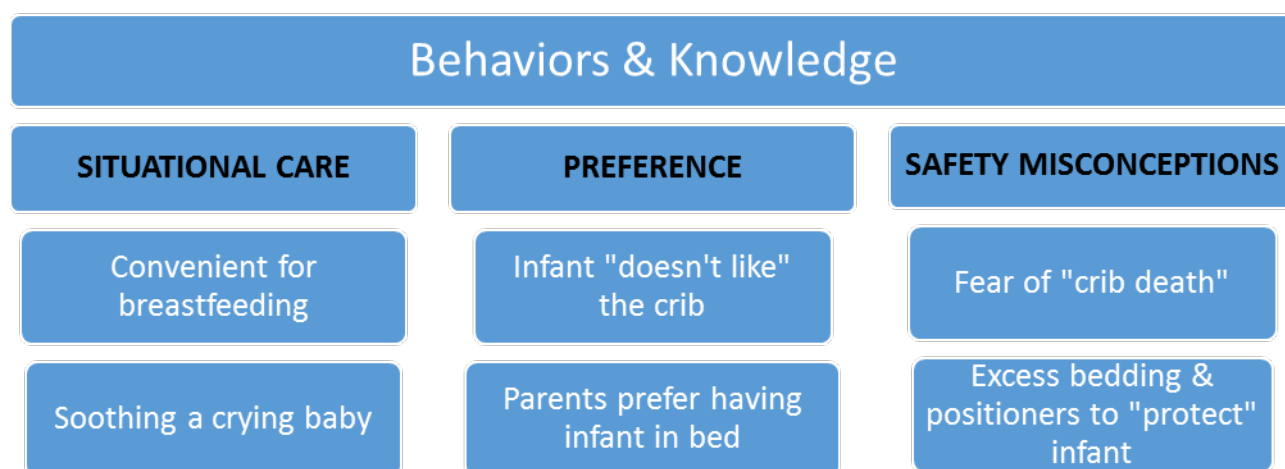 Behaviors & Knowledge
SITUATIONAL CARE
PREFERENCE
SAFETY MISCONCEPTIONS
Convenient for
breastfeeding
Infant "doesn't like"
the crib
Fear of "crib death"
Soothing a crying baby
Parents prefer having
infant in bed
Excess bedding &
positioners to "protect"
infant